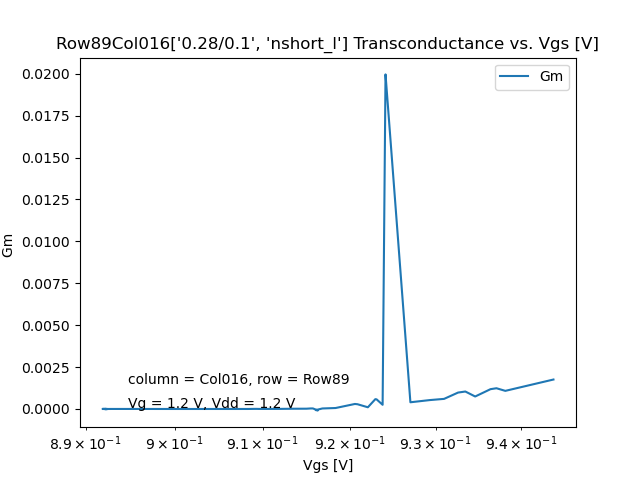 Row89Col016['0.28/0.1', 'nshort_l'] Transconductance vs. Vgs [V]
Gm
0.0200
0.0175
0.0150
0.0125
0.0100
0.0075
0.0050
0.0025
0.0000
Gm
column = Col016, row = Row89
Vg = 1.2 V, Vdd = 1.2 V
8.9 × 10⁻¹ 9 × 10⁻¹ 9.1 × 10⁻¹ 9.2 × 10⁻¹ 9.3 × 10⁻¹ 9.4 × 10⁻¹
Vgs [V]